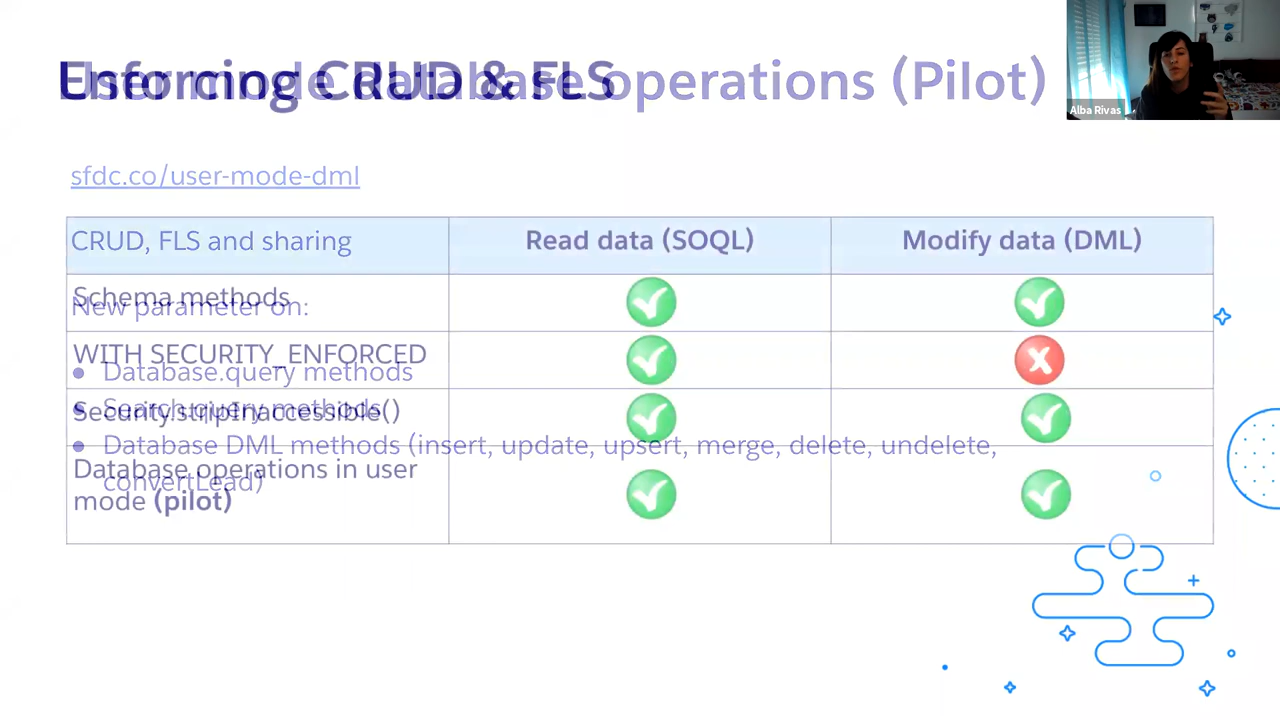 Enforcing CRUD & FLS
User mode database operations (Pilot)
Alba Rivas
sfdc.co/user-mode-dml
CRUD, FLS and sharing
Read data (SOQL)
Modify data (DML)
Schema methods
New parameter on:
WITH SECURITY_ENFORCED
Database.query methods
Security.stripInaccessible()
Search.query methods
Database DML methods (insert, update, upsert, merge, delete, undelete,
convertLead)
Database operations in user
mode (pilot)